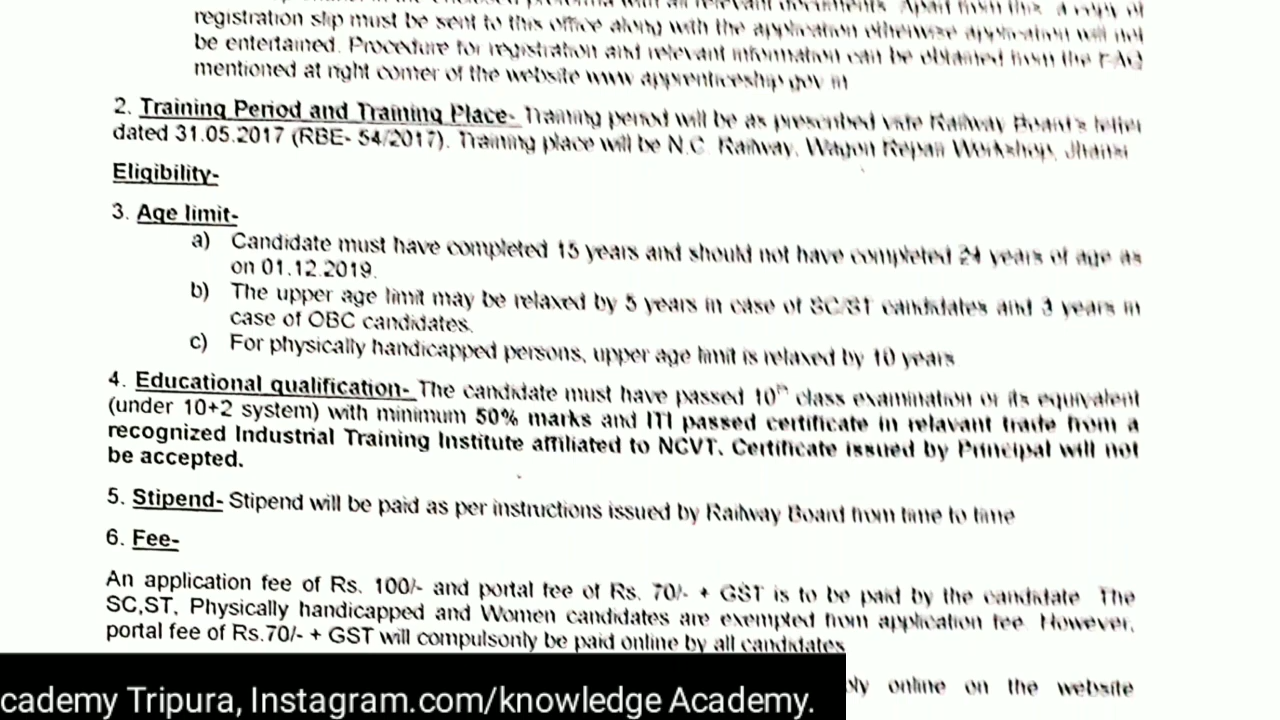 registration slip must be sent to this office along with the application otherwise application will not
be entertained. Procedure for registration and relevant information can be obtained from the FAQ
mentioned at right corner of the website www apprenticeship gov in
2. Training Period and Training Place- Training period will be as prescribed vide Railway Board's letter
dated 31.05.2017 (RBE- 54/2017). Training place will be N.C. Railway, Wagon Repair Workshop, Jhansi
Eligibility-
3. Age limit-
a) Candidate must have completed 15 years and should not have completed 24 years of age as
on 01.12.2019.
b) The upper age limit may be relaxed by 5 years in case of SC/ST candidates and 3 years in
case of OBC candidates.
c) For physically handicapped persons, upper age limit is relaxed by 10 years
4. Educational qualification- The candidate must have passed 10th class examination or its equivalent
(under 10+2 system) with minimum 50% marks and ITI passed certificate in relavant trade from a
recognized Industrial Training Institute affiliated to NCVT. Certificate issued by Principal will not
be accepted.
5. Stipend- Stipend will be paid as per instructions issued by Railway Board from time to time
6. Fee-
An application fee of Rs. 100/- and portal fee of Rs. 70/- + GST is to be paid by the candidate. The
SC,ST, Physically handicapped and Women candidates are exempted from application fee. However,
portal fee of Rs.70/- + GST will compulsorily be paid online by all candidates
online on the website
cademy Tripura, Instagram.com/knowledge Academy.